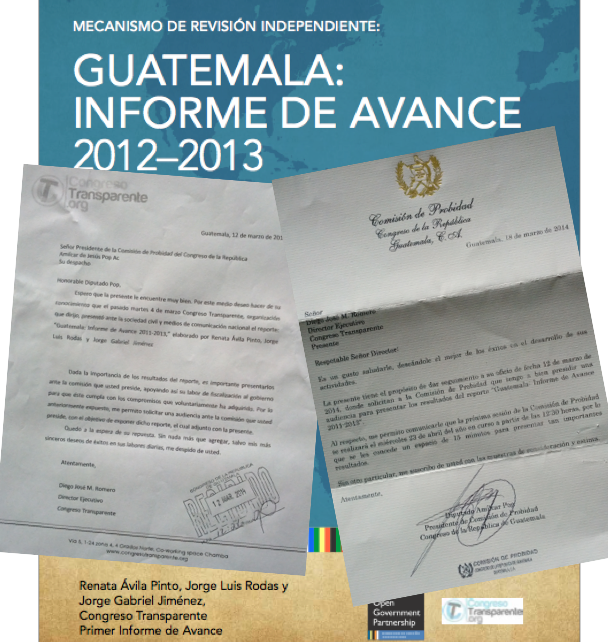 MECANISMO DE REVISIÓN INDEPENDIENTE:
GUATEMALA:
INFORME DE AVANCE
2012–2013
Congreso
Transparente
.org
Guatemala, 12 de marzo de 201
Señor Presidente de la Comisión de Probidad del Congreso de la República
Amílcar de Jesús Pop Ac
Su despacho.
Honorable Diputado Pop,
Espero que la presente le encuentre muy bien. Por este medio deseo hacer de su
conocimiento que el pasado martes 4 de marzo Congreso Transparente, organización
que dirijo, presentó ante la sociedad civil y medios de comunicación nacional el reporte:
"Guatemala: Informe de Avance 2011-2013," elaborado por Renata Ávila Pinto, Jorge
Luis Rodas y Jorge Gabriel Jiménez
Dada la importancia de los resultados del reporte, es importante presentarlos
ante la comisión que usted preside, apoyando así su labor de fiscalización al gobierno
para que éste cumpla con los compromisos que voluntariamente ha adquirido. Por lo
anteriormente expuesto, me permito solicitar una audiencia ante la comisión que usted
preside, con el objetivo de exponer dicho reporte, el cual adjunto con la presente.
Quedo a la espera de su repuesta. Sin nada más que agregar, salvo mis más
sinceros deseos de éxitos en sus labores diarias, me despido de usted.
Atentamente,
Diego José M. Romero
Director Ejecutivo
Congreso Transparente
CONGRESO DE LA REPUBLICA
RECIBIDO
12 MAR. 2014
Vía 5, 1-24 zona 4, 4 Grados Norte, Co-working space Chamba
www.congresotransparente.org
Comisión de Probidad
Congreso de la República
Guatemala, C. A.
Guatemala, 18 de marzo de 2014
Señor
Diego José M. Romero
Director Ejecutivo
Congreso Transparente
Presente
Respetable Señor Director:
Es un gusto saludarle, deseándole el mejor de los éxitos en el desarrollo de sus
actividades.
La presente tiene el propósito de dar seguimiento a su oficio de fecha 12 de marzo de
2014, donde solicitan a la Comisión de Probidad que tengo a bien presidir una
audiencia para presentar los resultados del reporte "Guatemala Informe de Avance
2011-2013".
Al respecto, me permito comunicarle que la próxima sesión de la Comisión de Probidad
se realizará el miércoles 23 de abril del año en curso a partir de las 12:30 horas, por lo
que se les concede un espacio de 15 minutos para presentar tan importantes
resultados.
Sin otro particular, me suscribo de usted con las muestras de consideración y estima.
Atentamente,
Diputado Amílcar Pop
Presidente de Comisión de Probidad
Congreso de la República de Guatemala
COMISIÓN DE PROBIDAD
Renata Ávila Pinto, Jorge Luis Rodas y
Jorge Gabriel Jiménez,
Congreso Transparente
Primer Informe de Avance
Open
Government
Partnership
Congreso
Transparente
.org